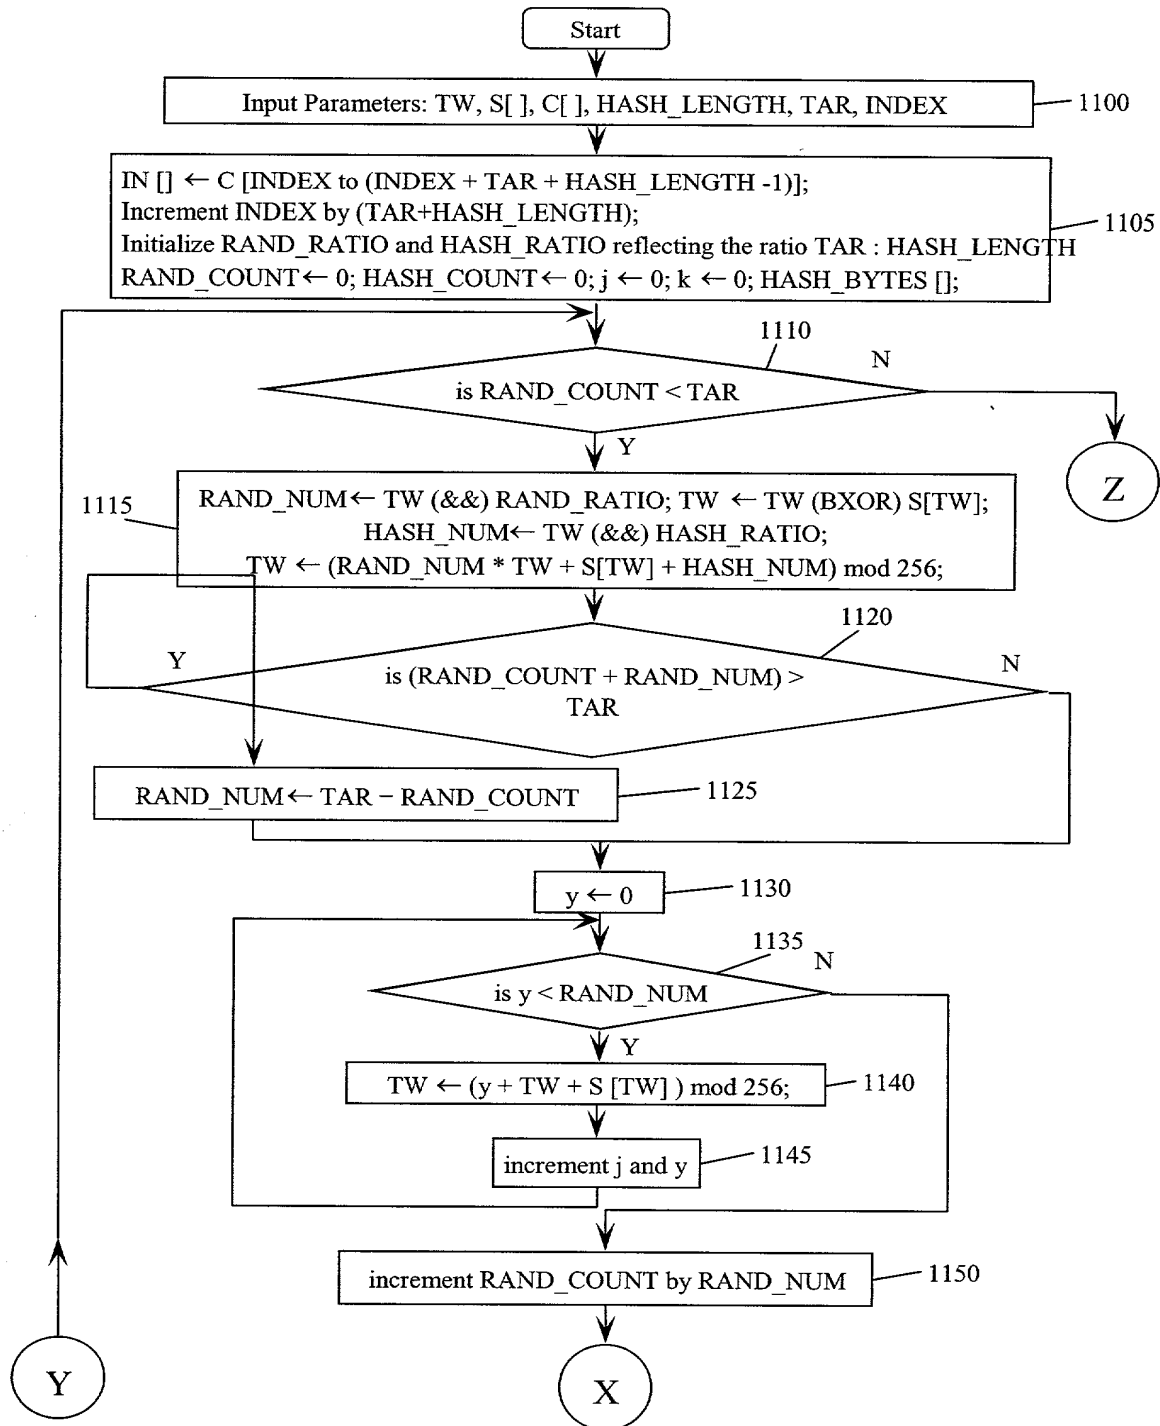 Start
Input Parameters: TW, S[ ], C[ ], HASH_LENGTH, TAR, INDEX
1100
IN [] ← C [INDEX to (INDEX + TAR + HASH_LENGTH -1)];
Increment INDEX by (TAR+HASH_LENGTH);
Initialize RAND_RATIO and HASH_RATIO reflecting the ratio TAR : HASH_LENGTH
RAND_COUNT← 0; HASH_COUNT← 0; j ← 0; k ← 0; HASH_BYTES [];
1105
1110
N
is RAND_COUNT < TAR
Y
Z
1115
RAND_NUM← TW (&&) RAND_RATIO; TW ← TW (BXOR) S[TW];
HASH_NUM← TW (&&) HASH_RATIO;
TW ← (RAND_NUM * TW + S[TW] + HASH_NUM) mod 256;
1120
Y
N
is (RAND_COUNT + RAND_NUM) >
TAR
RAND_NUM← TAR − RAND_COUNT
1125
y ← 0
1130
1135
N
is y < RAND_NUM
Y
TW ← (y + TW + S [TW] ) mod 256;
1140
increment j and y
1145
increment RAND_COUNT by RAND_NUM
1150
Y
X